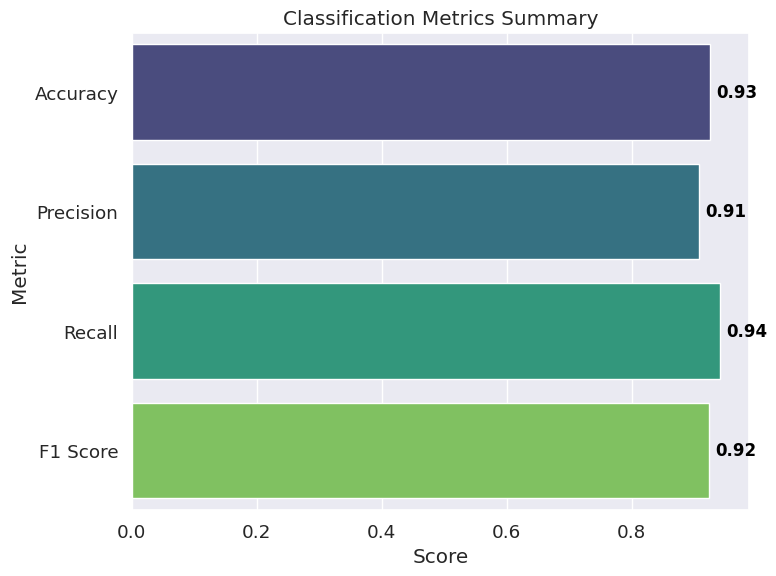 Classification Metrics Summary
Metric
Accuracy
0.93
Precision
0.91
Recall
0.94
F1 Score
0.92
0.0 0.2 0.4 0.6 0.8
Score